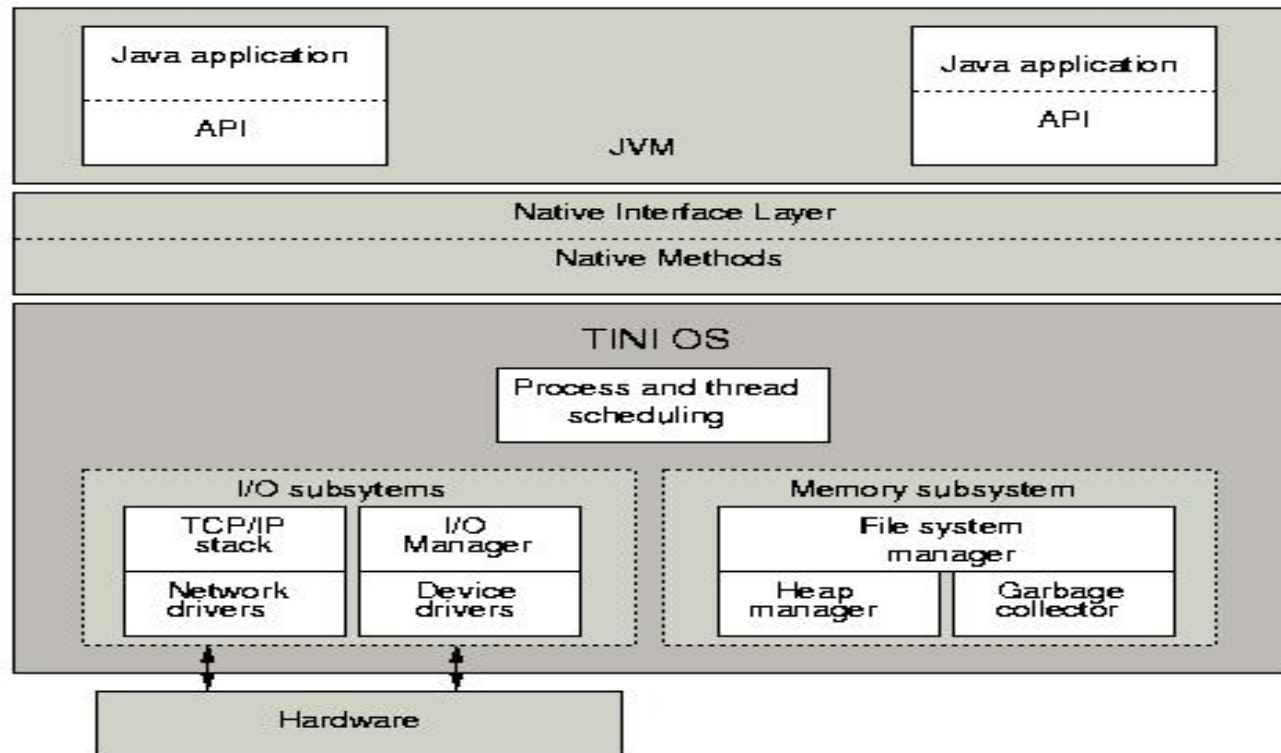 Java application
API
Java application
API
JVM
Native Interface Layer
Native Methods
TINI OS
Process and thread
scheduling
I/O subsytems
TCP/IP
stack
I/O
Manager
Network
drivers
Device
drivers
Memory subsystem
File system
manager
Heap
manager
Garbage
collector
Hardware